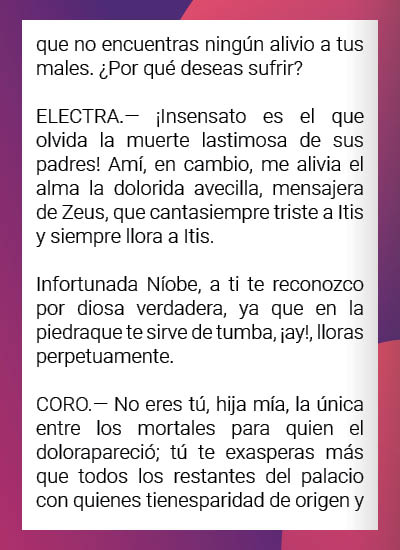 que no encuentras ningún alivio a tus
males. ¿Por qué deseas sufrir?
ELECTRA.— ¡Insensato es el que
olvida la muerte lastimosa de sus
padres! Amí, en cambio, me alivia el
alma la dolorida avecilla, mensajera
de Zeus, que cantasiempre triste a Itis
y siempre llora a Itis.
Infortunada Níobe, a ti te reconozco
por diosa verdadera, ya que en la
piedraque te sirve de tumba, ¡ay!, lloras
perpetuamente.
CORO.— No eres tú, hija mía, la única
entre los mortales para quien el
dolorapareció; tú te exasperas más
que todos los restantes del palacio
con quienes tienesparidad de origen y